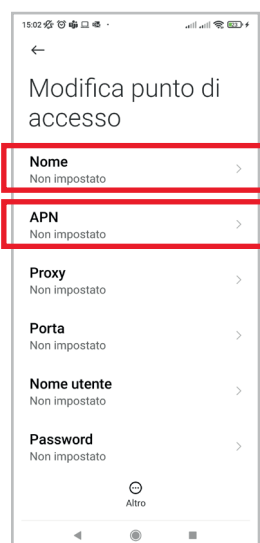 15:02
Modifica punto di
accesso
Nome
Non impostato
APN
Non impostato
Proxy
Non impostato
Porta
Non impostato
Nome utente
Non impostato
Password
Non impostato
Altro